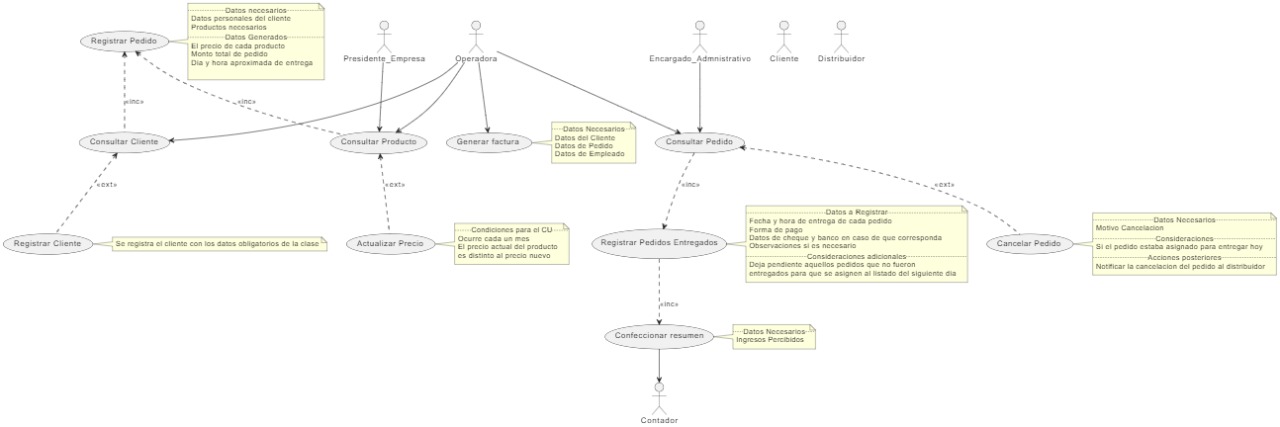 Datos necesarios
Datos personales del cliente
Productos necesarios
Datos Generados
El precio de cada producto
Monto total de pedido
Dia y hora aproximada de entrega
Registrar Pedido
Presidente_Empresa
Operadora
Encargado_Admnistrativo
Cliente
Distribuidor
«inc»
«inc»
Consultar Cliente
Consultar Producto
Generar factura
Datos Necesarios
Datos del Cliente
Datos de Pedido
Datos de Empleado
Consultar Pedido
«ext»
«ext»
«inc»
«ext»
Registrar Cliente
Se registra el cliente con los datos obligatorios de la clase
Actualizar Precio
Condiciones para el CU
Ocurre cada un mes
El precio actual del producto
es distinto al precio nuevo
Registrar Pedidos Entregados
Datos a Registrar
Fecha y hora de entrega de cada pedido
Forma de pago
Datos de cheque y banco en caso de que corresponda
Observaciones si es necesario
Consideraciones adicionales
Deja pendiente aquellos pedidos que no fueron
entregados para que se asignen al listado del siguiente dia
Cancelar Pedido
Datos Necesarios
Motivo Cancelacion
Consideraciones
Si el pedido estaba asignado para entregar hoy
Acciones posteriores
Notificar la cancelacion del pedido al distribuidor
«inc»
Confeccionar resumen
Datos Necesarios
Ingresos Percibidos
Contador